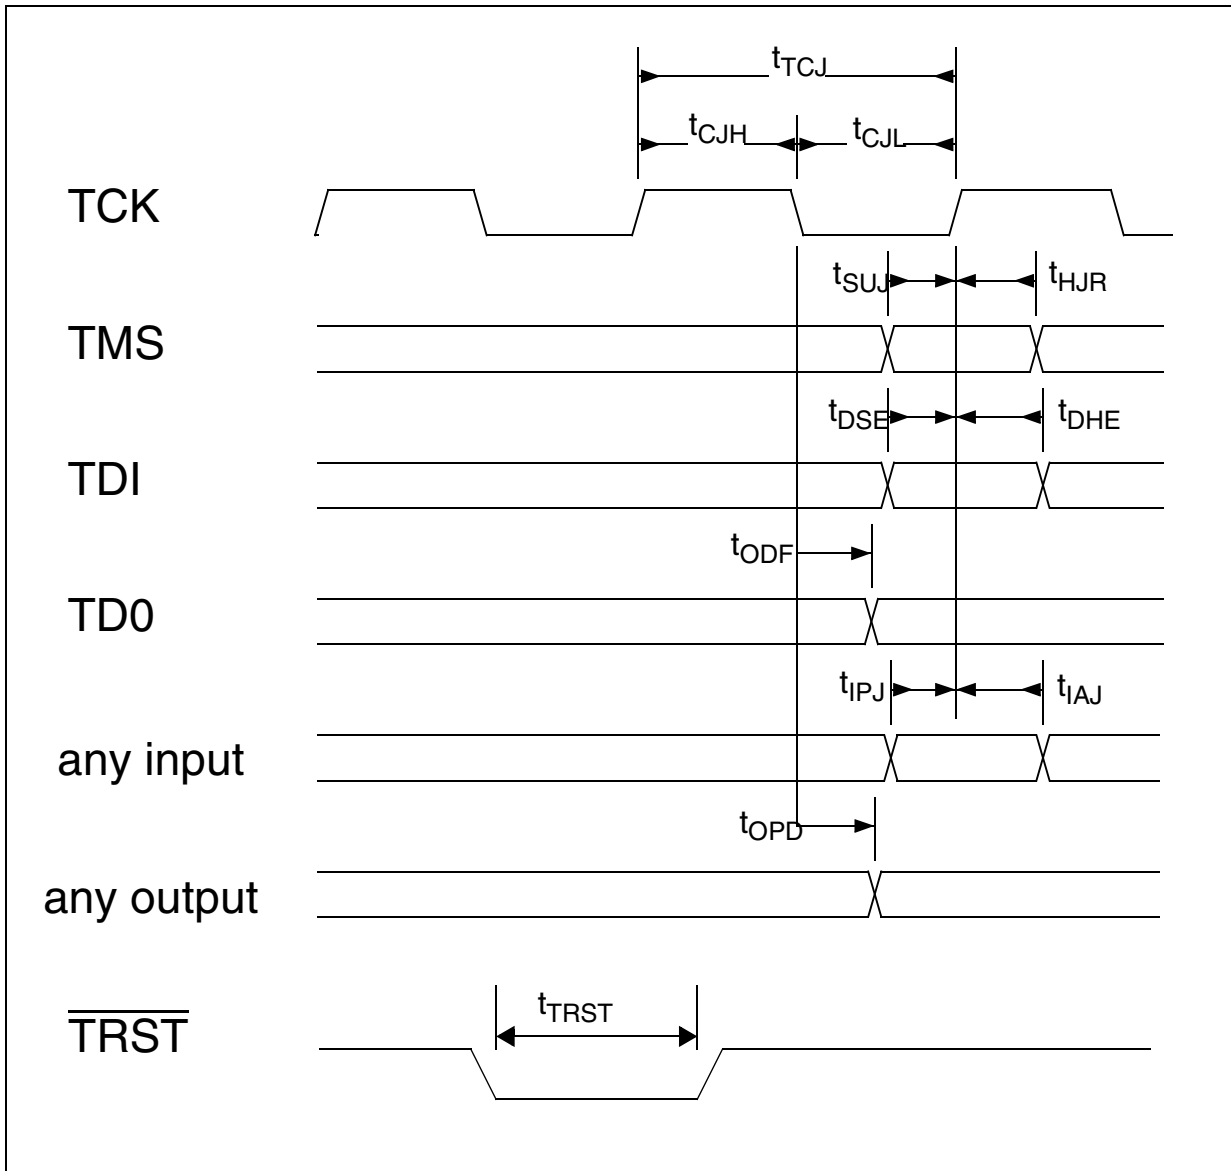 tTCJ
tCJH tCJL
TCK
tSUJ tHJR
TMS
tDSE tDHE
TDI
tODF
TD0
tIPJ tIAJ
any input
tOPD
any output
tTRST
TRST